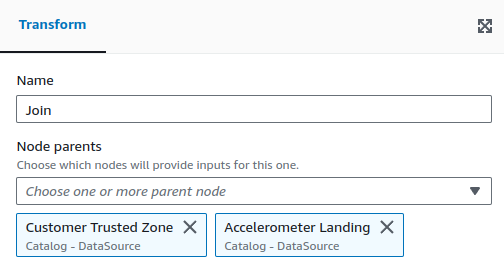 Transform
Name
Join
Node parents
Choose which nodes will provide inputs for this one.
Choose one or more parent node
Customer Trusted Zone
Catalog - DataSource
Accelerometer Landing
Catalog - DataSource